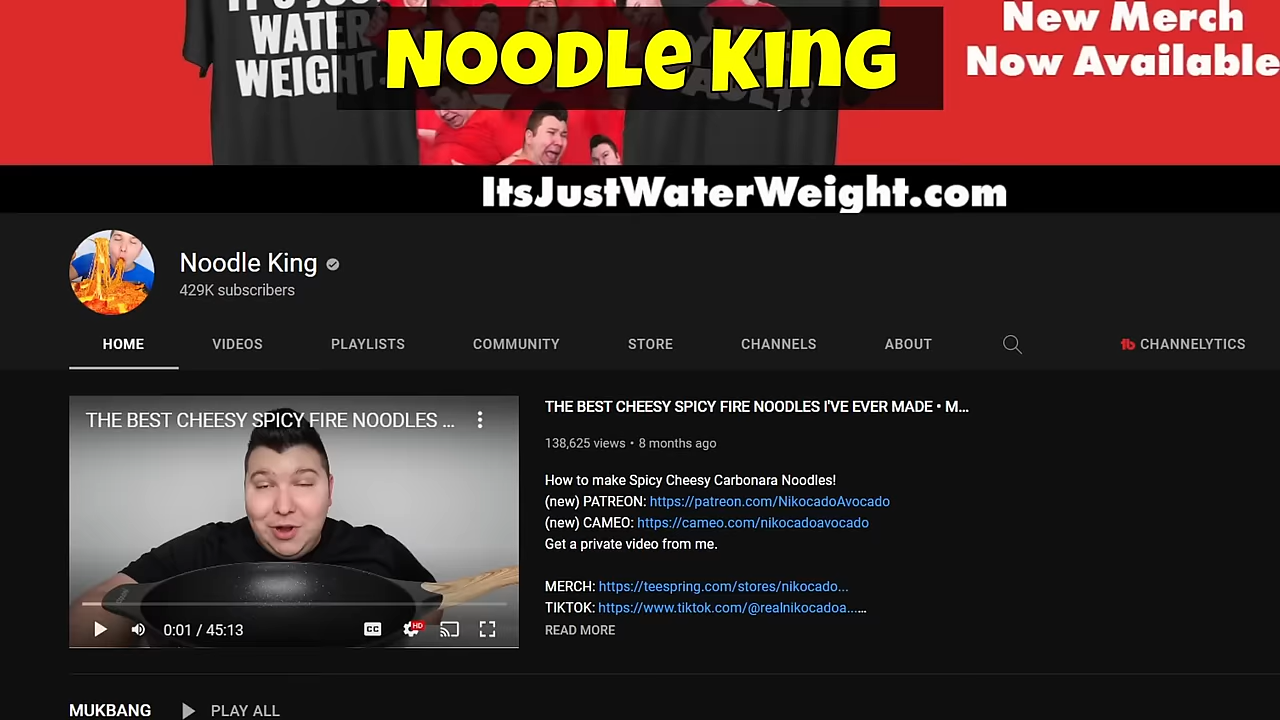 WATER
WEIGHT.
NOODLE KING
New Merch
Now Available
ItsJustWaterWeight.com
Noodle King
429K subscribers
HOME VIDEOS PLAYLISTS COMMUNITY STORE CHANNELS ABOUT CHANNELYTICS
THE BEST CHEESY SPICY FIRE NOODLES ...
0:01 / 45:13
CC
HD
THE BEST CHEESY SPICY FIRE NOODLES I'VE EVER MADE • M...
138,625 views • 8 months ago
How to make Spicy Cheesy Carbonara Noodles!
(new) PATREON: https://patreon.com/NikocadoAvocado
(new) CAMEO: https://cameo.com/nikocadoavocado
Get a private video from me.
MERCH: https://teespring.com/stores/nikocado...
TIKTOK: https://www.tiktok.com/@realnikocadoa......
READ MORE
MUKBANG PLAY ALL